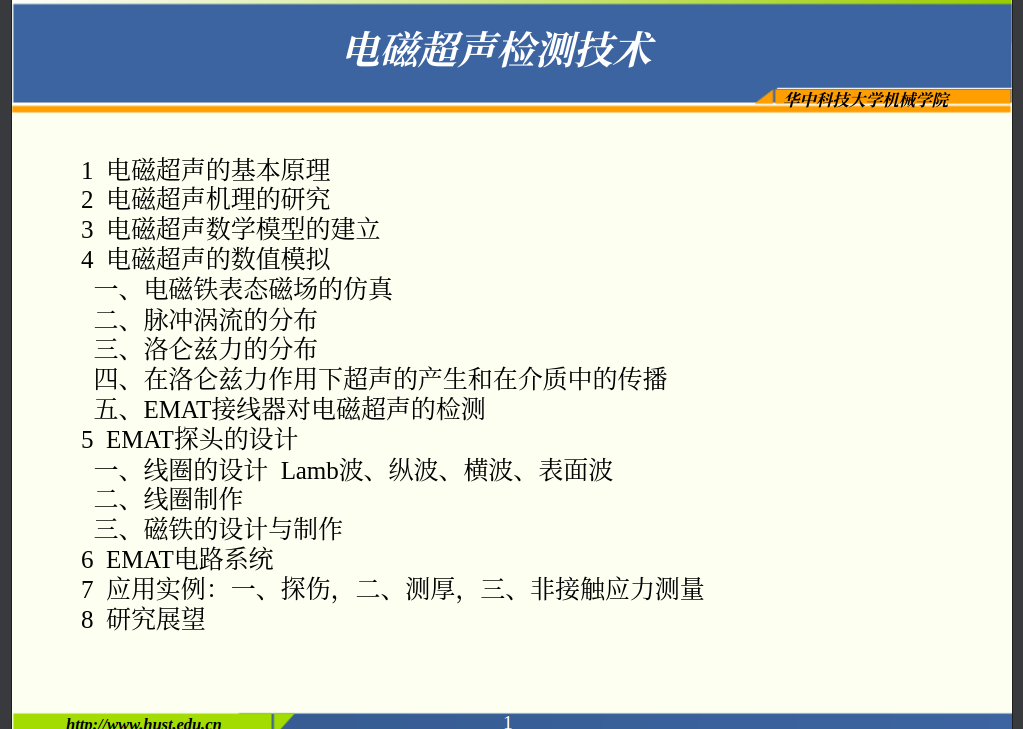 电磁超声检测技术
华中科技大学机械学院
1 电磁超声的基本原理
2 电磁超声机理的研究
3 电磁超声数学模型的建立
4 电磁超声的数值模拟
一、电磁铁表态磁场的仿真
二、脉冲涡流的分布
三、洛仑兹力的分布
四、在洛仑兹力作用下超声的产生和在介质中的传播
五、EMAT接线器对电磁超声的检测
5 EMAT探头的设计
一、线圈的设计 Lamb波、纵波、横波、表面波
二、线圈制作
三、磁铁的设计与制作
6 EMAT电路系统
7 应用实例：一、探伤，二、测厚，三、非接触应力测量
8 研究展望
http://www.hust.edu.cn
1